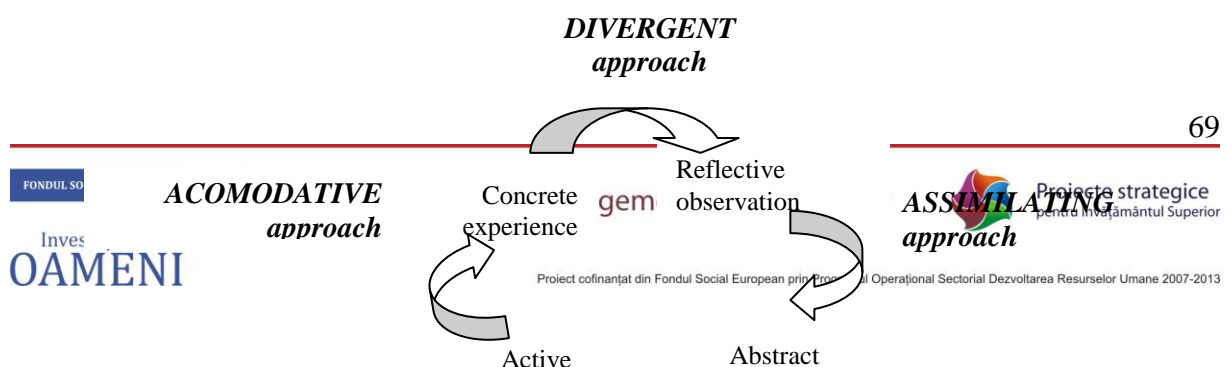 DIVERGENT
approach
69
FONDUL SO
ACOMODATIVE
approach
Concrete
experience
gem
Reflective
observation
ASSIMILATING
approach
Proiecte strategice
pentru Învățământul Superior
Inves
OAMENI
Proiect cofinanțat din Fondul Social European prin Operațional Sectorial Dezvoltarea Resurselor Umane 2007-2013
Active
Abstract